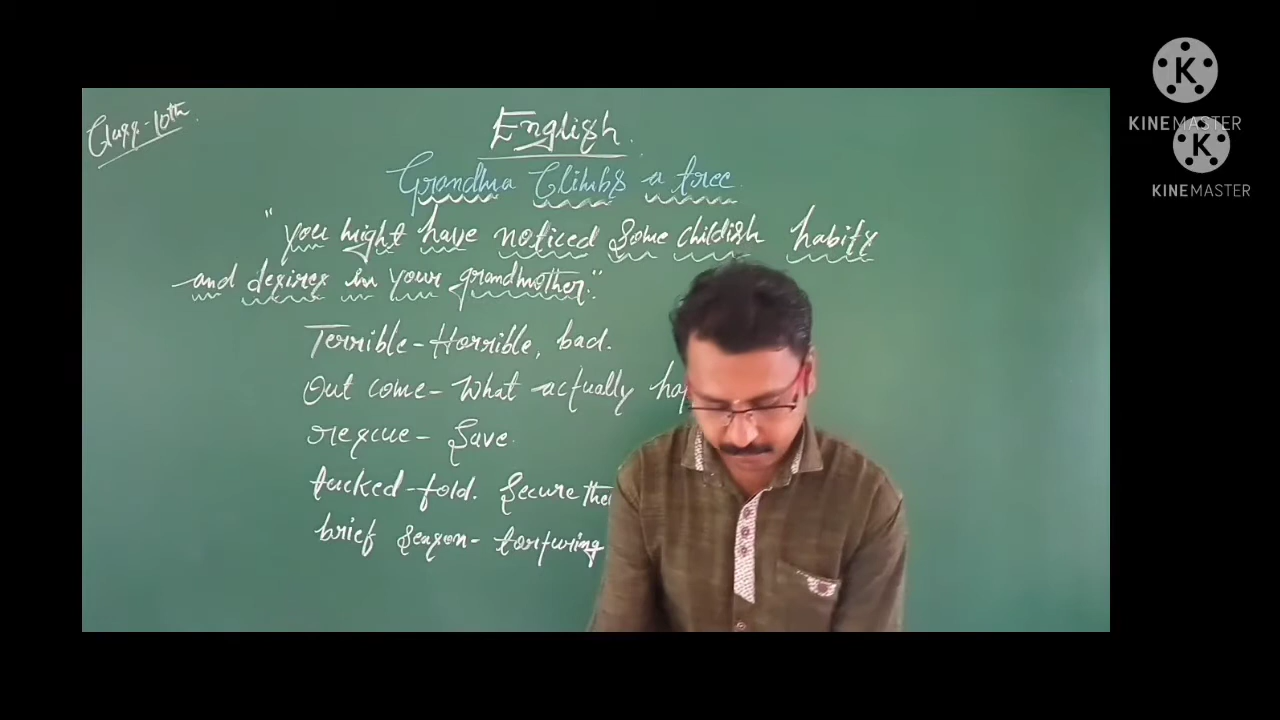 Class-10th
English.
Grandma Climbs a tree.
"you might have noticed some childish habits
and desires in your grandmother."
Terrible-Horrible, bad.
Out come- What actually hap
rescue- Save.
tucked-fold. Secure the
brief season- torturing
KINEMASTER
KINEMASTER